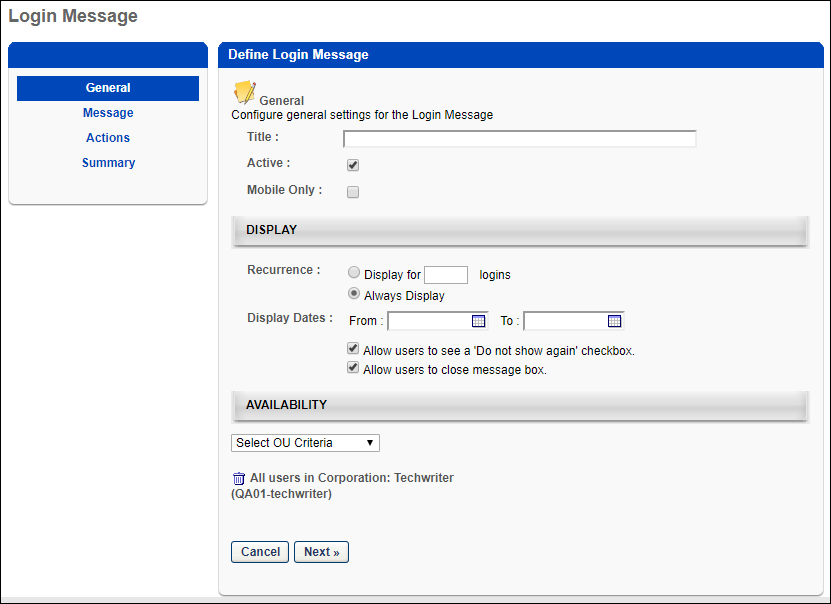 Login Message
General
Message
Actions
Summary
Define Login Message
General
Configure general settings for the Login Message
Title :
Active :
Mobile Only :
DISPLAY
Recurrence :
Display for logins
Always Display
Display Dates : From : To :
Allow users to see a 'Do not show again' checkbox.
Allow users to close message box.
AVAILABILITY
Select OU Criteria
All users in Corporation: Techwriter
(QA01-techwriter)
Cancel Next »